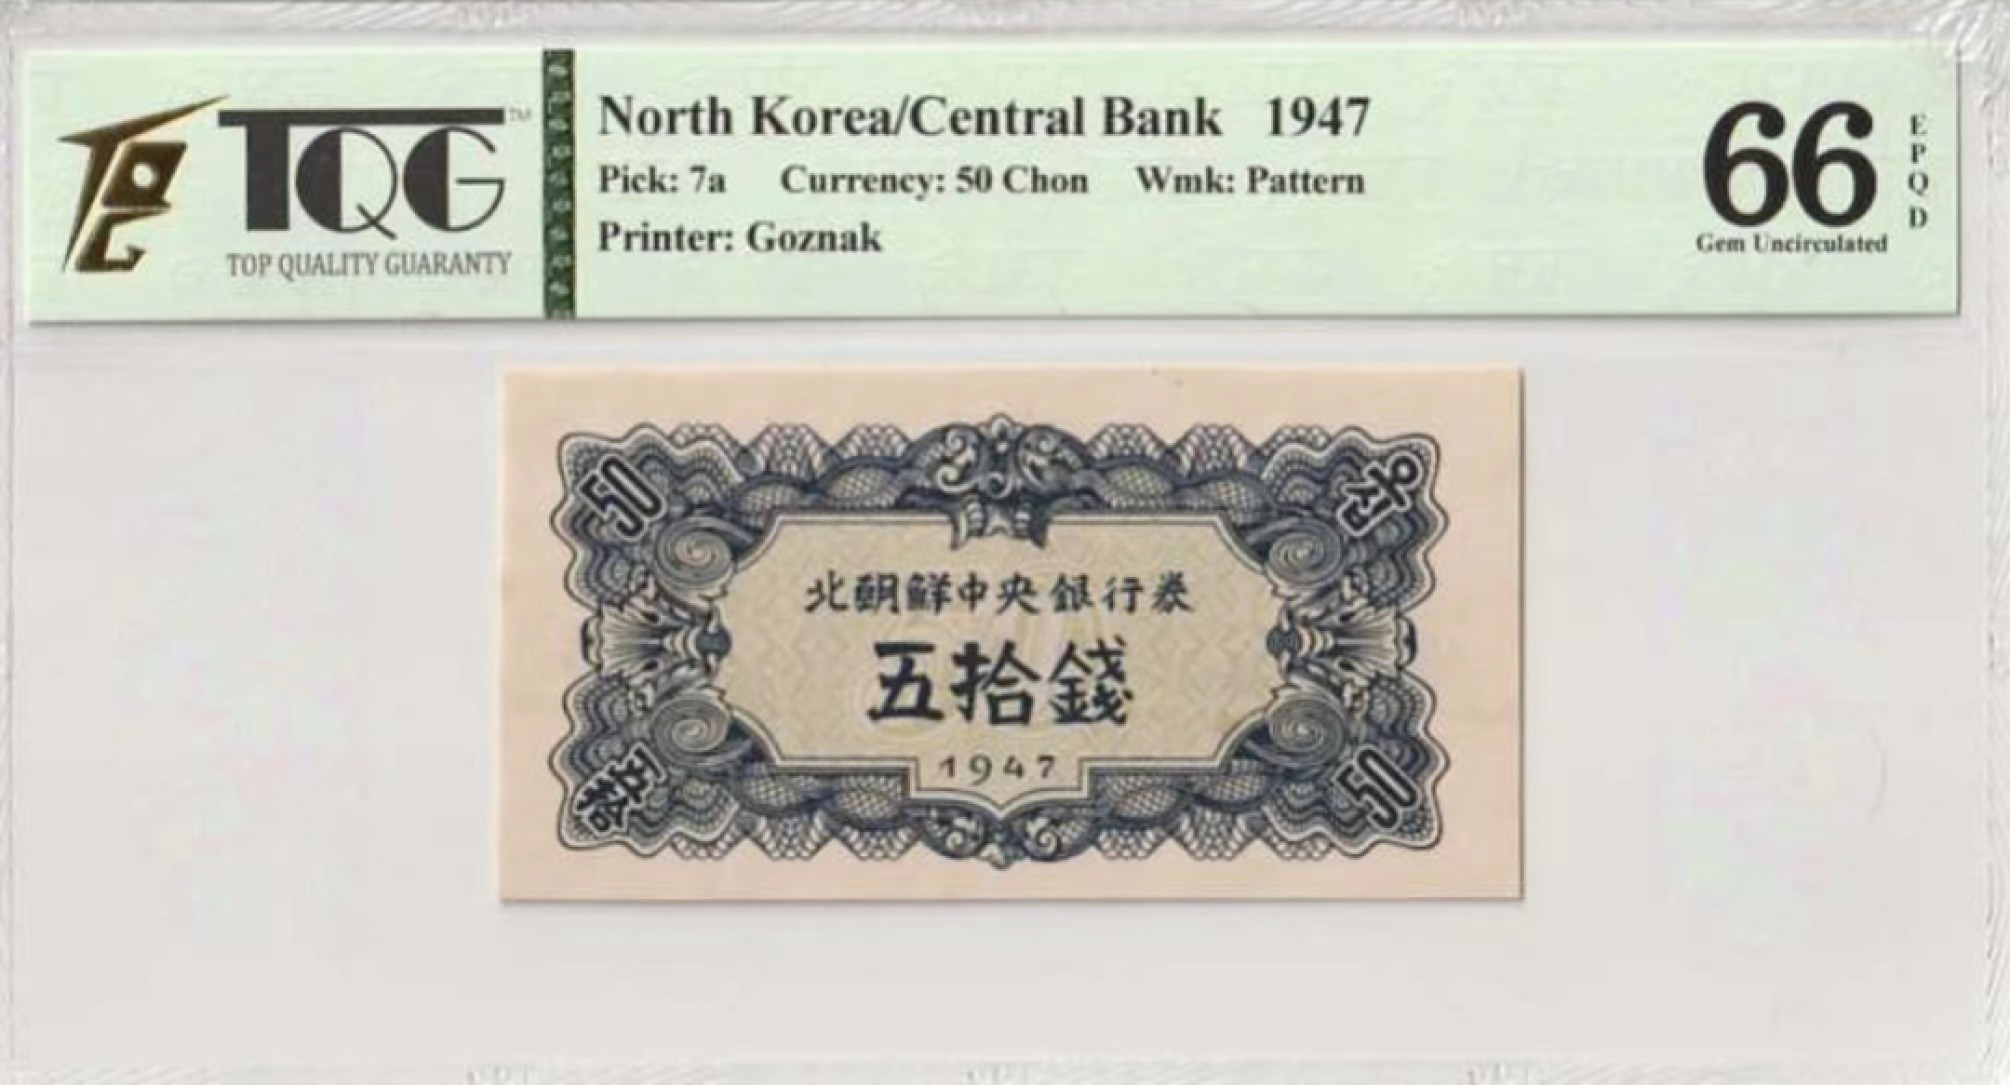 TQG™
TOP QUALITY GUARANTY
North Korea/Central Bank 1947
Pick: 7a Currency: 50 Chon Wmk: Pattern
Printer: Goznak
66
EPQD
Gem Uncirculated
50
오십
北朝鮮中央銀行券
五拾錢
1947
五拾
50